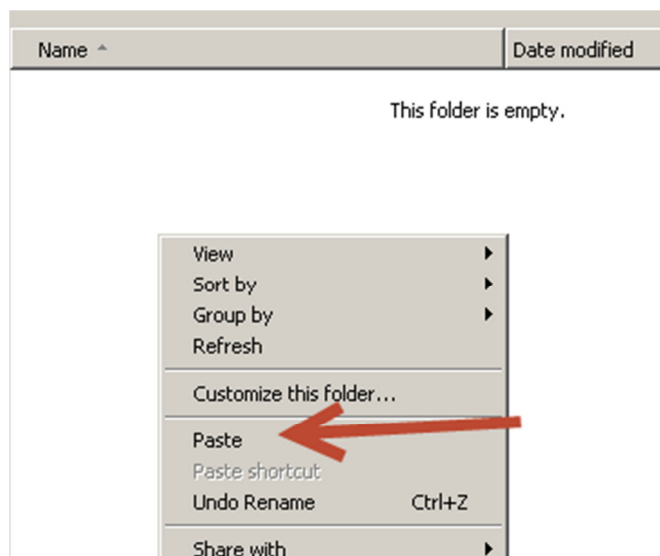 Name Date modified
This folder is empty.
View
Sort by
Group by
Refresh
Customize this folder...
Paste
Paste shortcut
Undo Rename Ctrl+Z
Share with